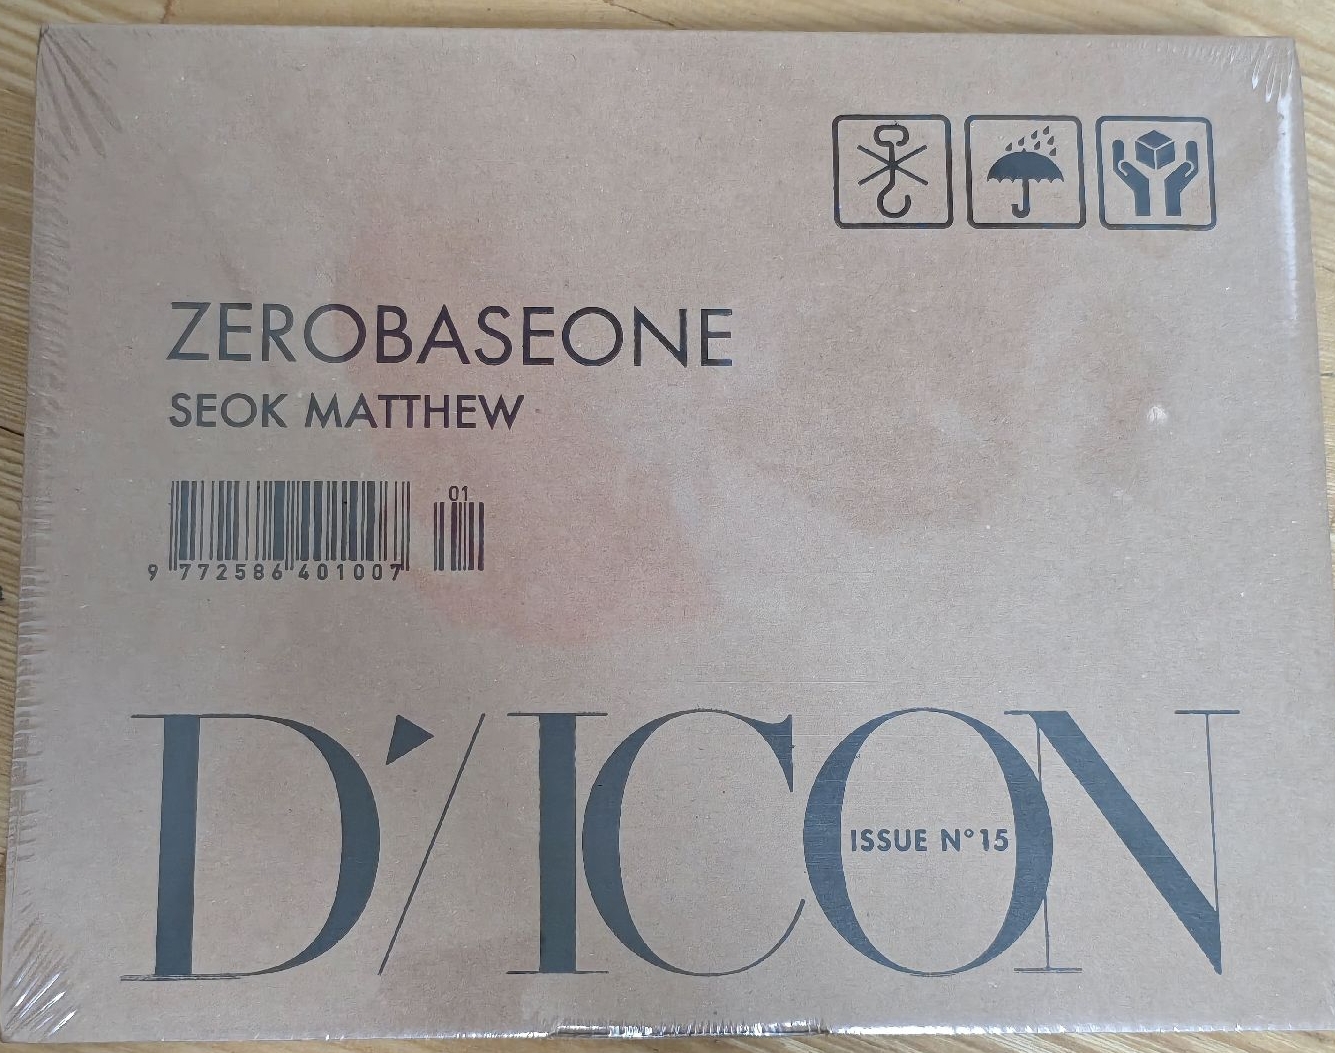 ZEROBASEONE
SEOK MATTHEW
01
9 772586 401007
D'/ICON
ISSUE N°15